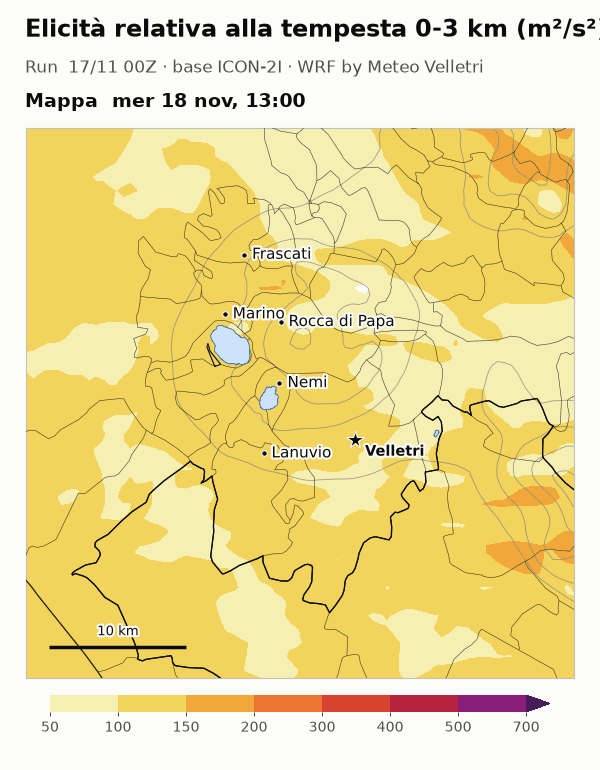 Elicità relativa alla tempesta 0-3 km (m²/s²)
Run 17/11 00Z · base ICON-2I · WRF by Meteo Velletri
Mappa mer 18 nov, 13:00
Frascati
Marino
Rocca di Papa
Nemi
Velletri
Lanuvio
10 km
50 100 150 200 300 400 500 700